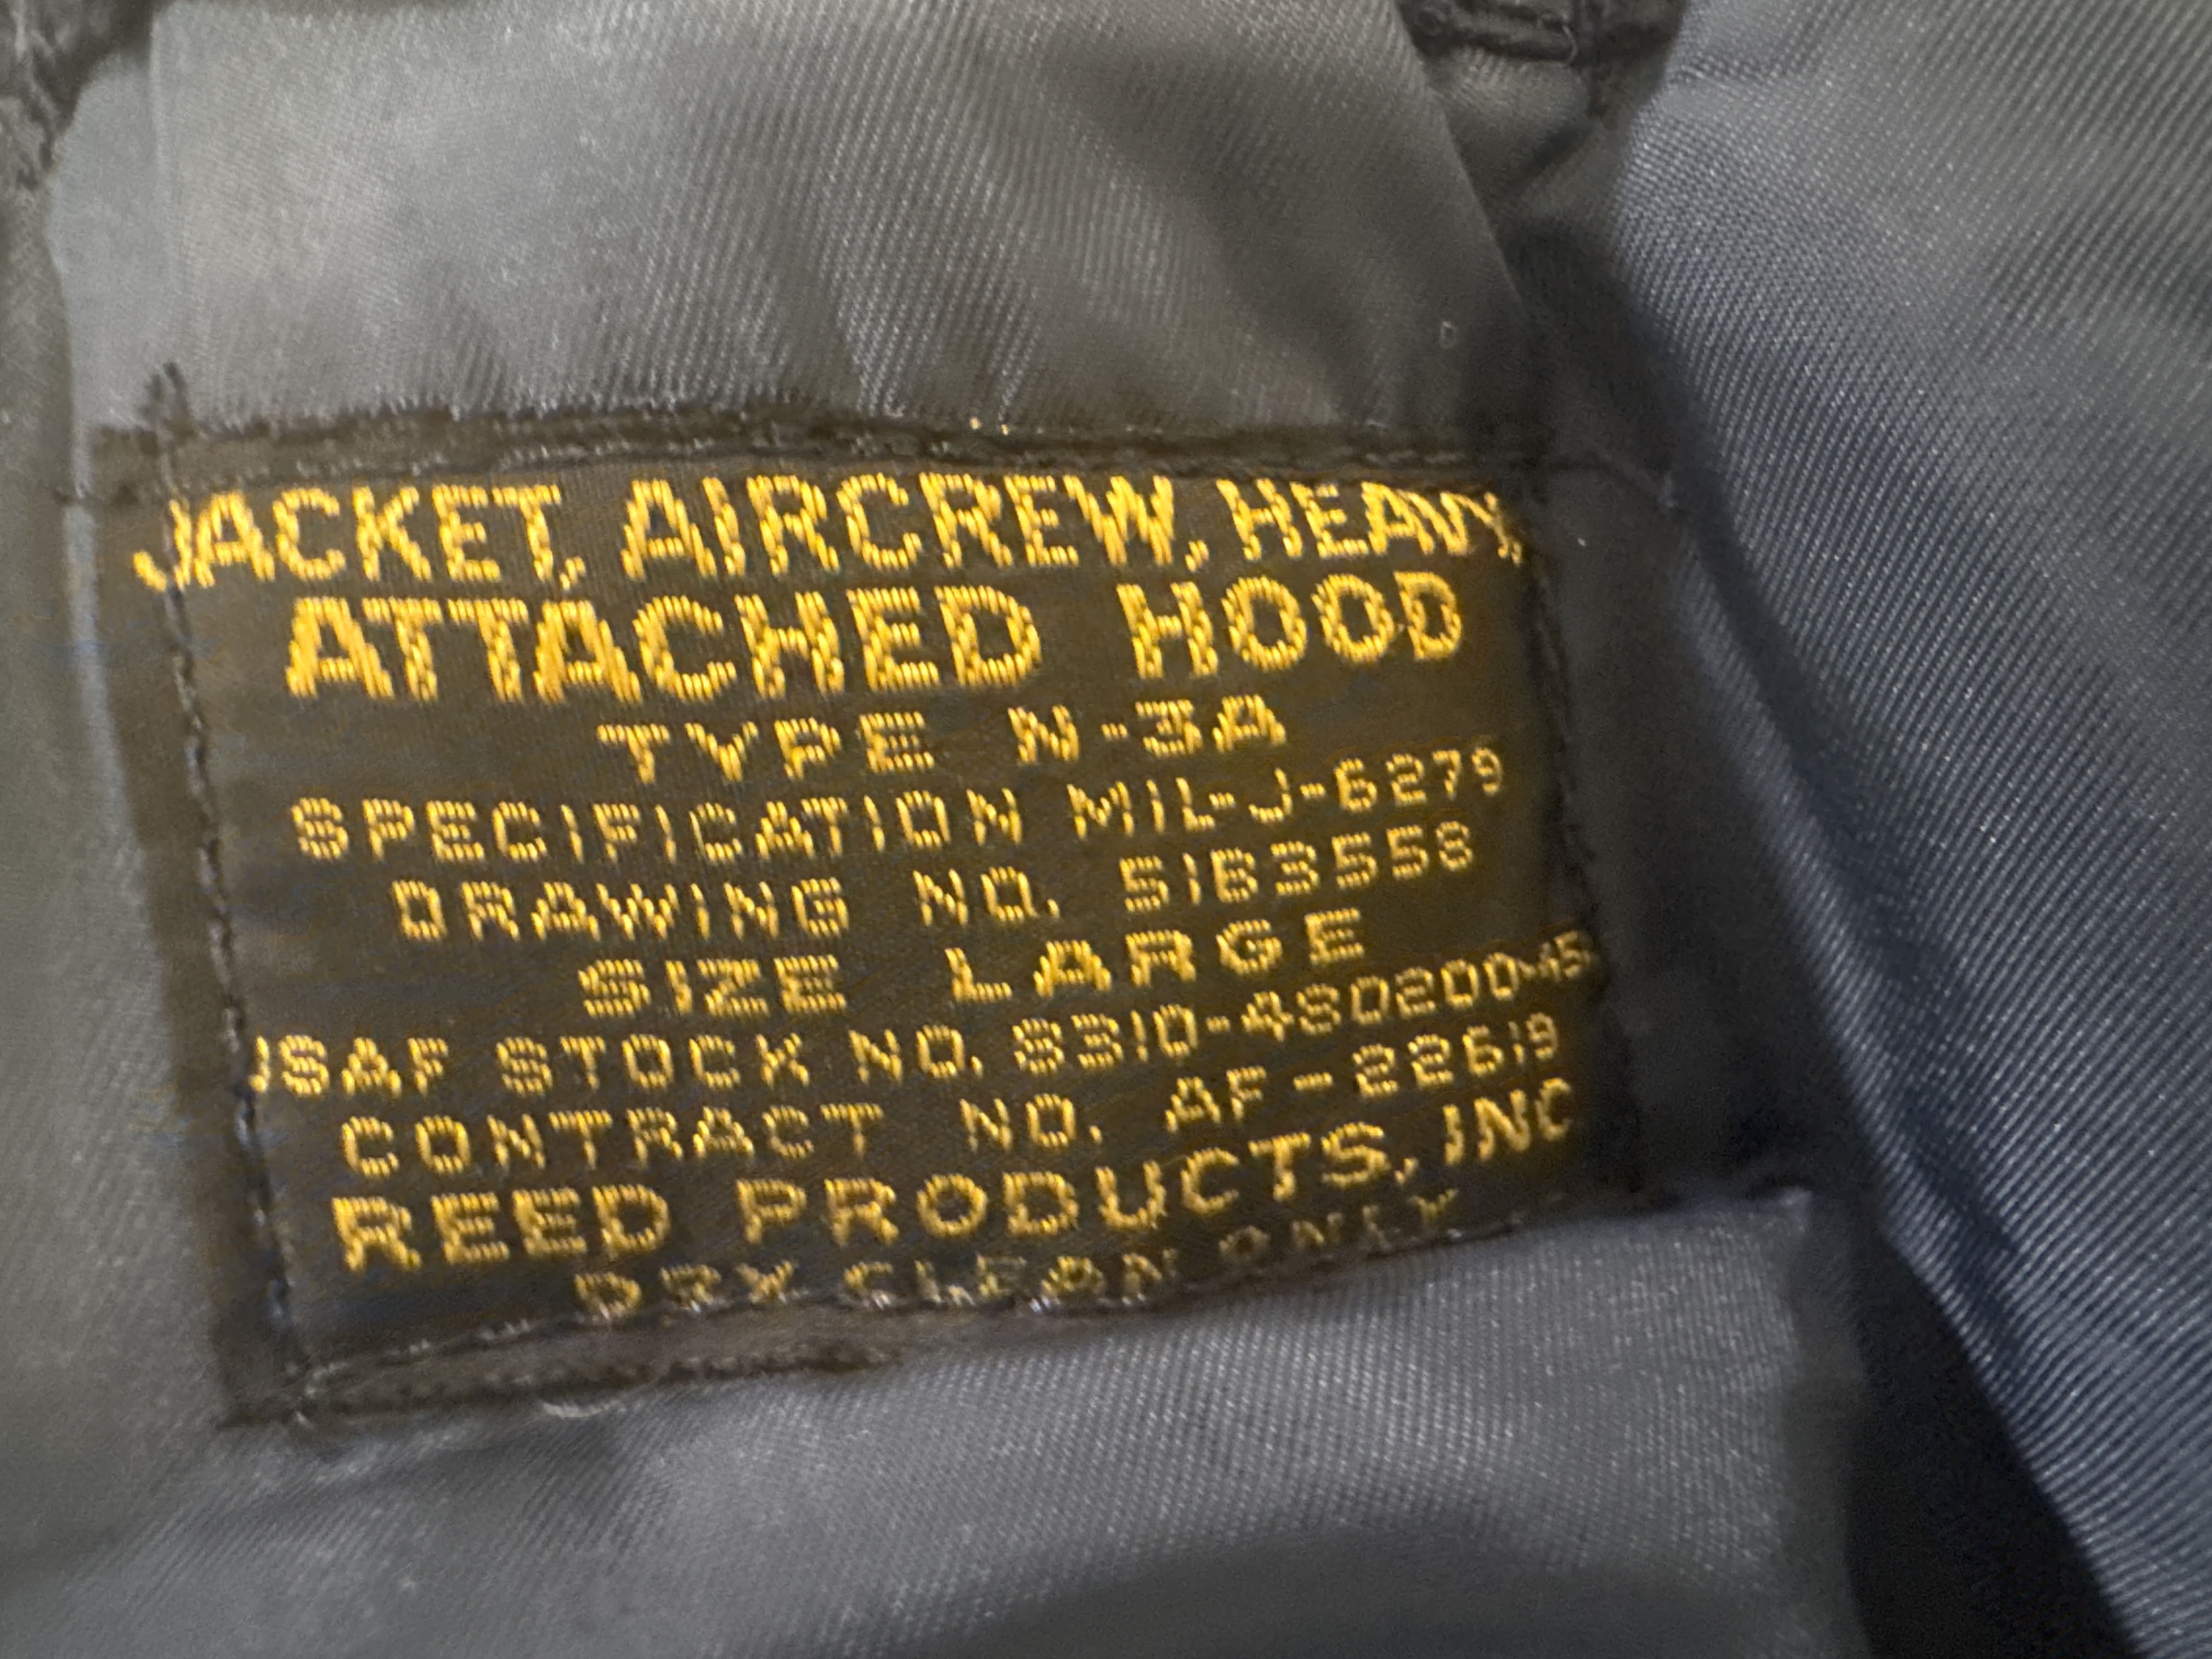 JACKET, AIRCREW, HEAVY,
ATTACHED HOOD
TYPE N-3A
SPECIFICATION MIL-J-6279
DRAWING NO. 51B3558
SIZE LARGE
USAF STOCK NO. 8310-480200-45
CONTRACT NO. AF-22619
REED PRODUCTS, INC
DRY CLEAN ONLY